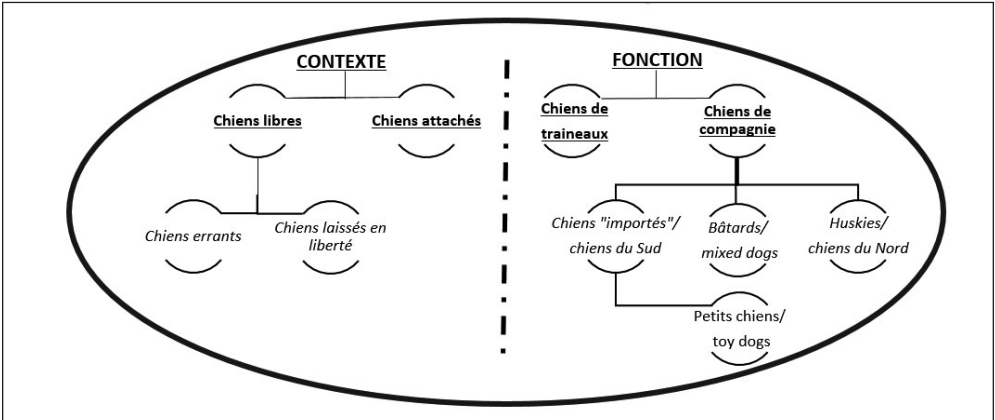 CONTEXTE
Chiens libres
Chiens attachés
Chiens errants
Chiens laissés en
liberté
FONCTION
Chiens de
traineaux
Chiens de
compagnie
Chiens "importés"/
chiens du Sud
Bâtards/
mixed dogs
Huskies/
chiens du Nord
Petits chiens/
toy dogs